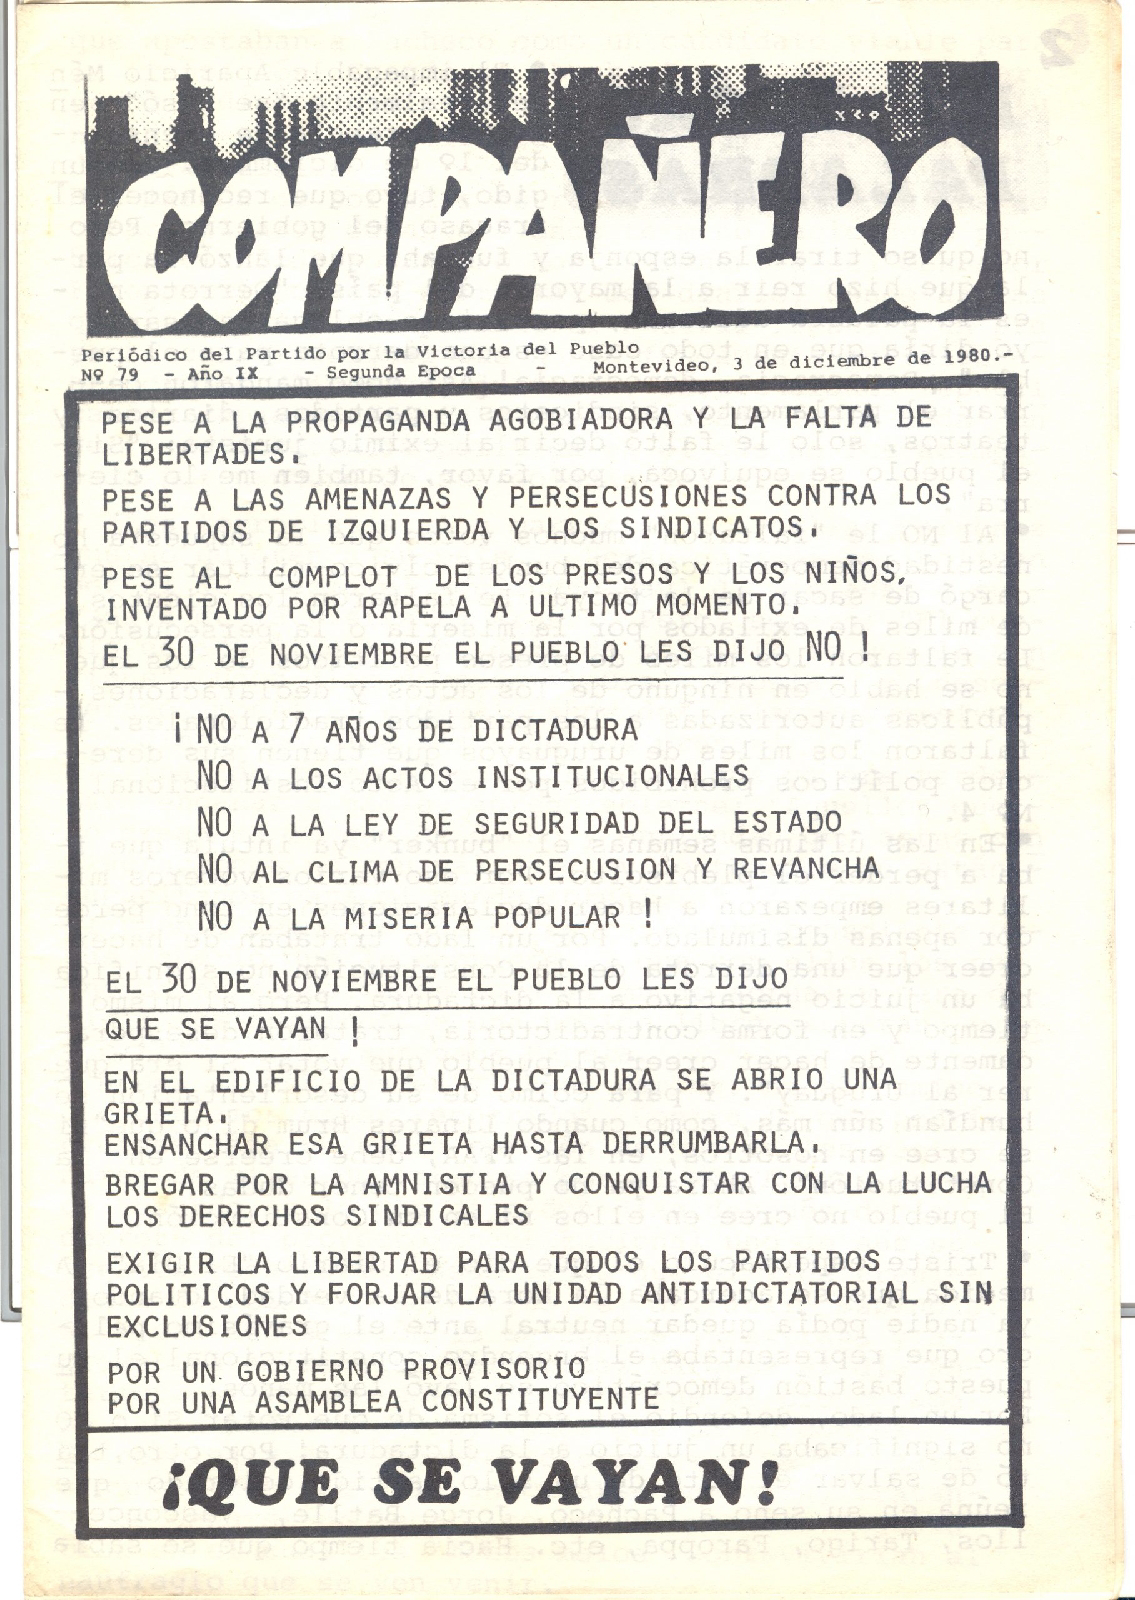 COMPAÑERO
Periódico del Partido por la Victoria del Pueblo
Nº 79 - Año IX - Segunda Epoca - Montevideo, 3 de diciembre de 1980.-
PESE A LA PROPAGANDA AGOBIADORA Y LA FALTA DE
LIBERTADES.
PESE A LAS AMENAZAS Y PERSECUSIONES CONTRA LOS
PARTIDOS DE IZQUIERDA Y LOS SINDICATOS.
PESE AL COMPLOT DE LOS PRESOS Y LOS NIÑOS,
INVENTADO POR RAPELA A ULTIMO MOMENTO.
EL 30 DE NOVIEMBRE EL PUEBLO LES DIJO NO !
¡ NO A 7 AÑOS DE DICTADURA
NO A LOS ACTOS INSTITUCIONALES
NO A LA LEY DE SEGURIDAD DEL ESTADO
NO AL CLIMA DE PERSECUSION Y REVANCHA
NO A LA MISERIA POPULAR !
EL 30 DE NOVIEMBRE EL PUEBLO LES DIJO
QUE SE VAYAN !
EN EL EDIFICIO DE LA DICTADURA SE ABRIO UNA
GRIETA.
ENSANCHAR ESA GRIETA HASTA DERRUMBARLA.
BREGAR POR LA AMNISTIA Y CONQUISTAR CON LA LUCHA
LOS DERECHOS SINDICALES
EXIGIR LA LIBERTAD PARA TODOS LOS PARTIDOS
POLITICOS Y FORJAR LA UNIDAD ANTIDICTATORIAL SIN
EXCLUSIONES
POR UN GOBIERNO PROVISORIO
POR UNA ASAMBLEA CONSTITUYENTE
¡QUE SE VAYAN!